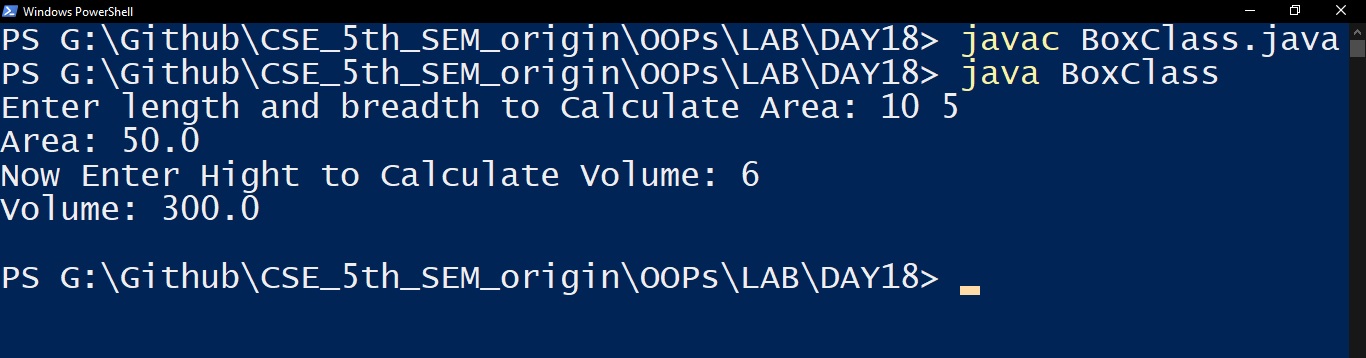 Windows PowerShell
PS G:\Github\CSE_5th_SEM_origin\OOPs\LAB\DAY18> javac BoxClass.java
PS G:\Github\CSE_5th_SEM_origin\OOPs\LAB\DAY18> java BoxClass
Enter length and breadth to Calculate Area: 10 5
Area: 50.0
Now Enter Hight to Calculate Volume: 6
Volume: 300.0
PS G:\Github\CSE_5th_SEM_origin\OOPs\LAB\DAY18>